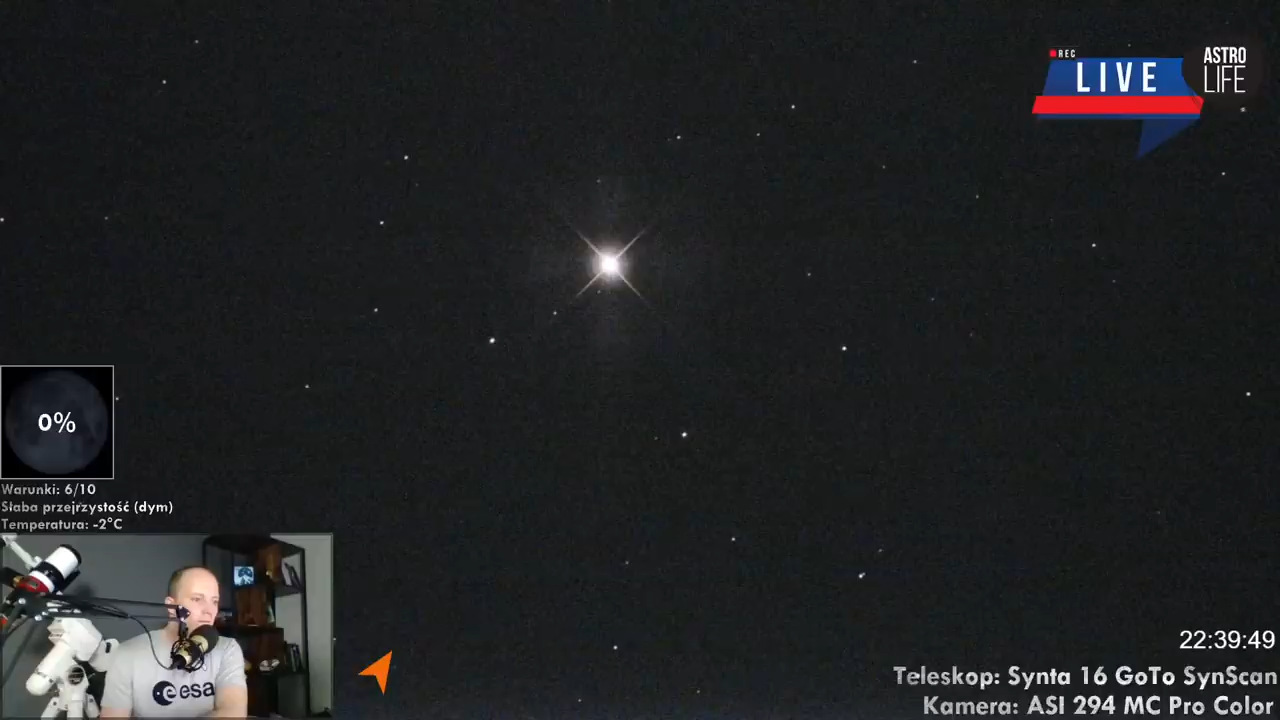 REC
LIVE
ASTRO
LIFE
0%
Warunki: 6/10
Słaba przejrzystość (dym)
Temperatura: -2°C
esa
22:39:49
Teleskop: Synta 16 GoTo SynScan
Kamera: ASI 294 MC Pro Color